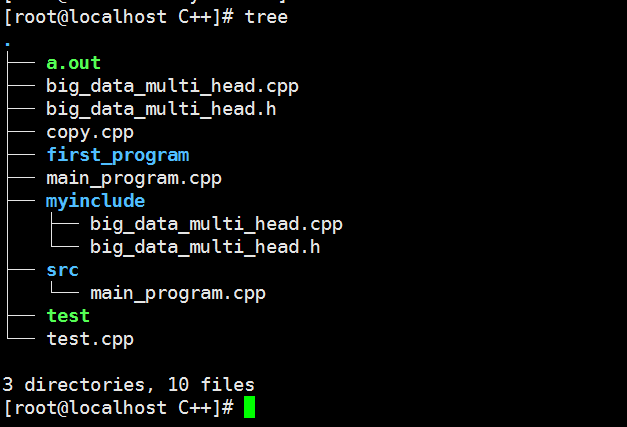 [root@localhost C++]# tree
.
├── a.out
├── big_data_multi_head.cpp
├── big_data_multi_head.h
├── copy.cpp
├── first_program
├── main_program.cpp
├── myinclude
│   ├── big_data_multi_head.cpp
│   └── big_data_multi_head.h
├── src
│   └── main_program.cpp
├── test
└── test.cpp
3 directories, 10 files
[root@localhost C++]#